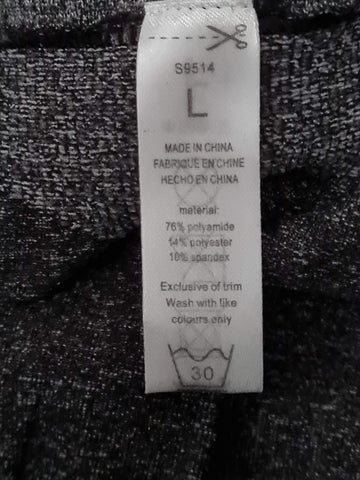 S9514
L
MADE IN CHINA
FABRIQUE EN CHINE
HECHO EN CHINA
material:
76% polyamide
14% polyester
10% spandex
Exclusive of trim
Wash with like
colours only
30